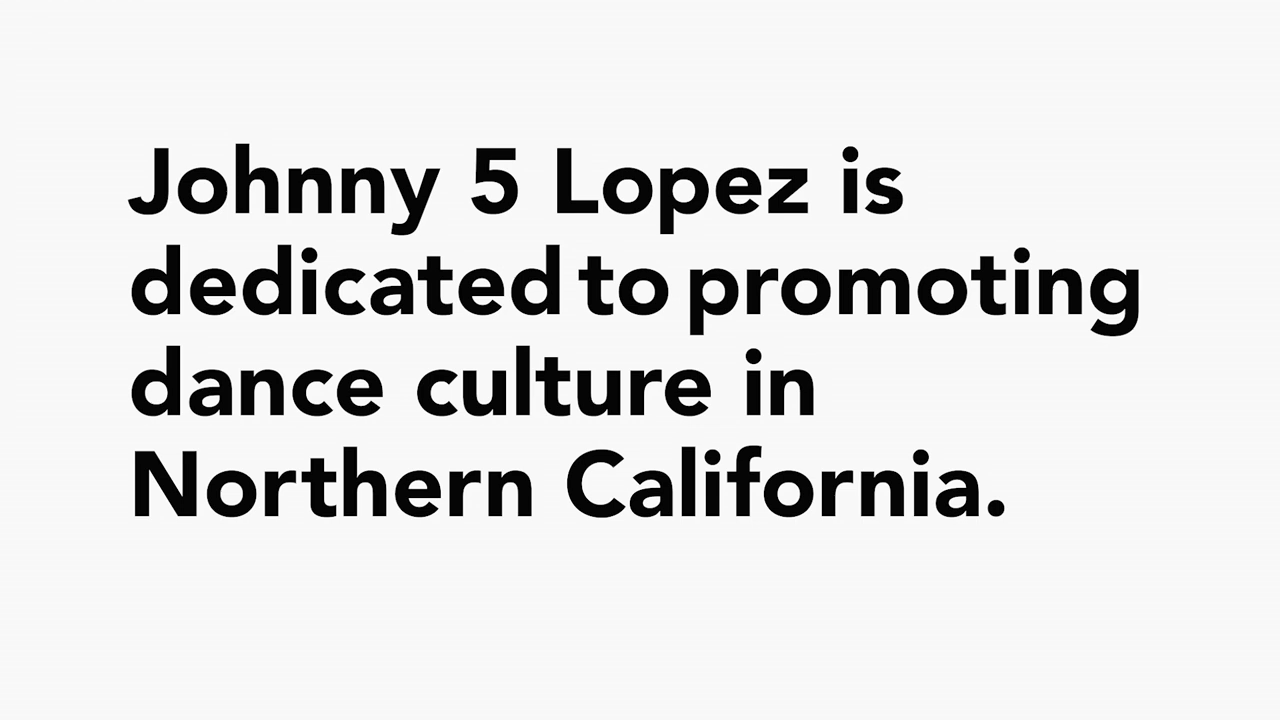 Johnny 5 Lopez is
dedicated to promoting
dance culture in
Northern California.